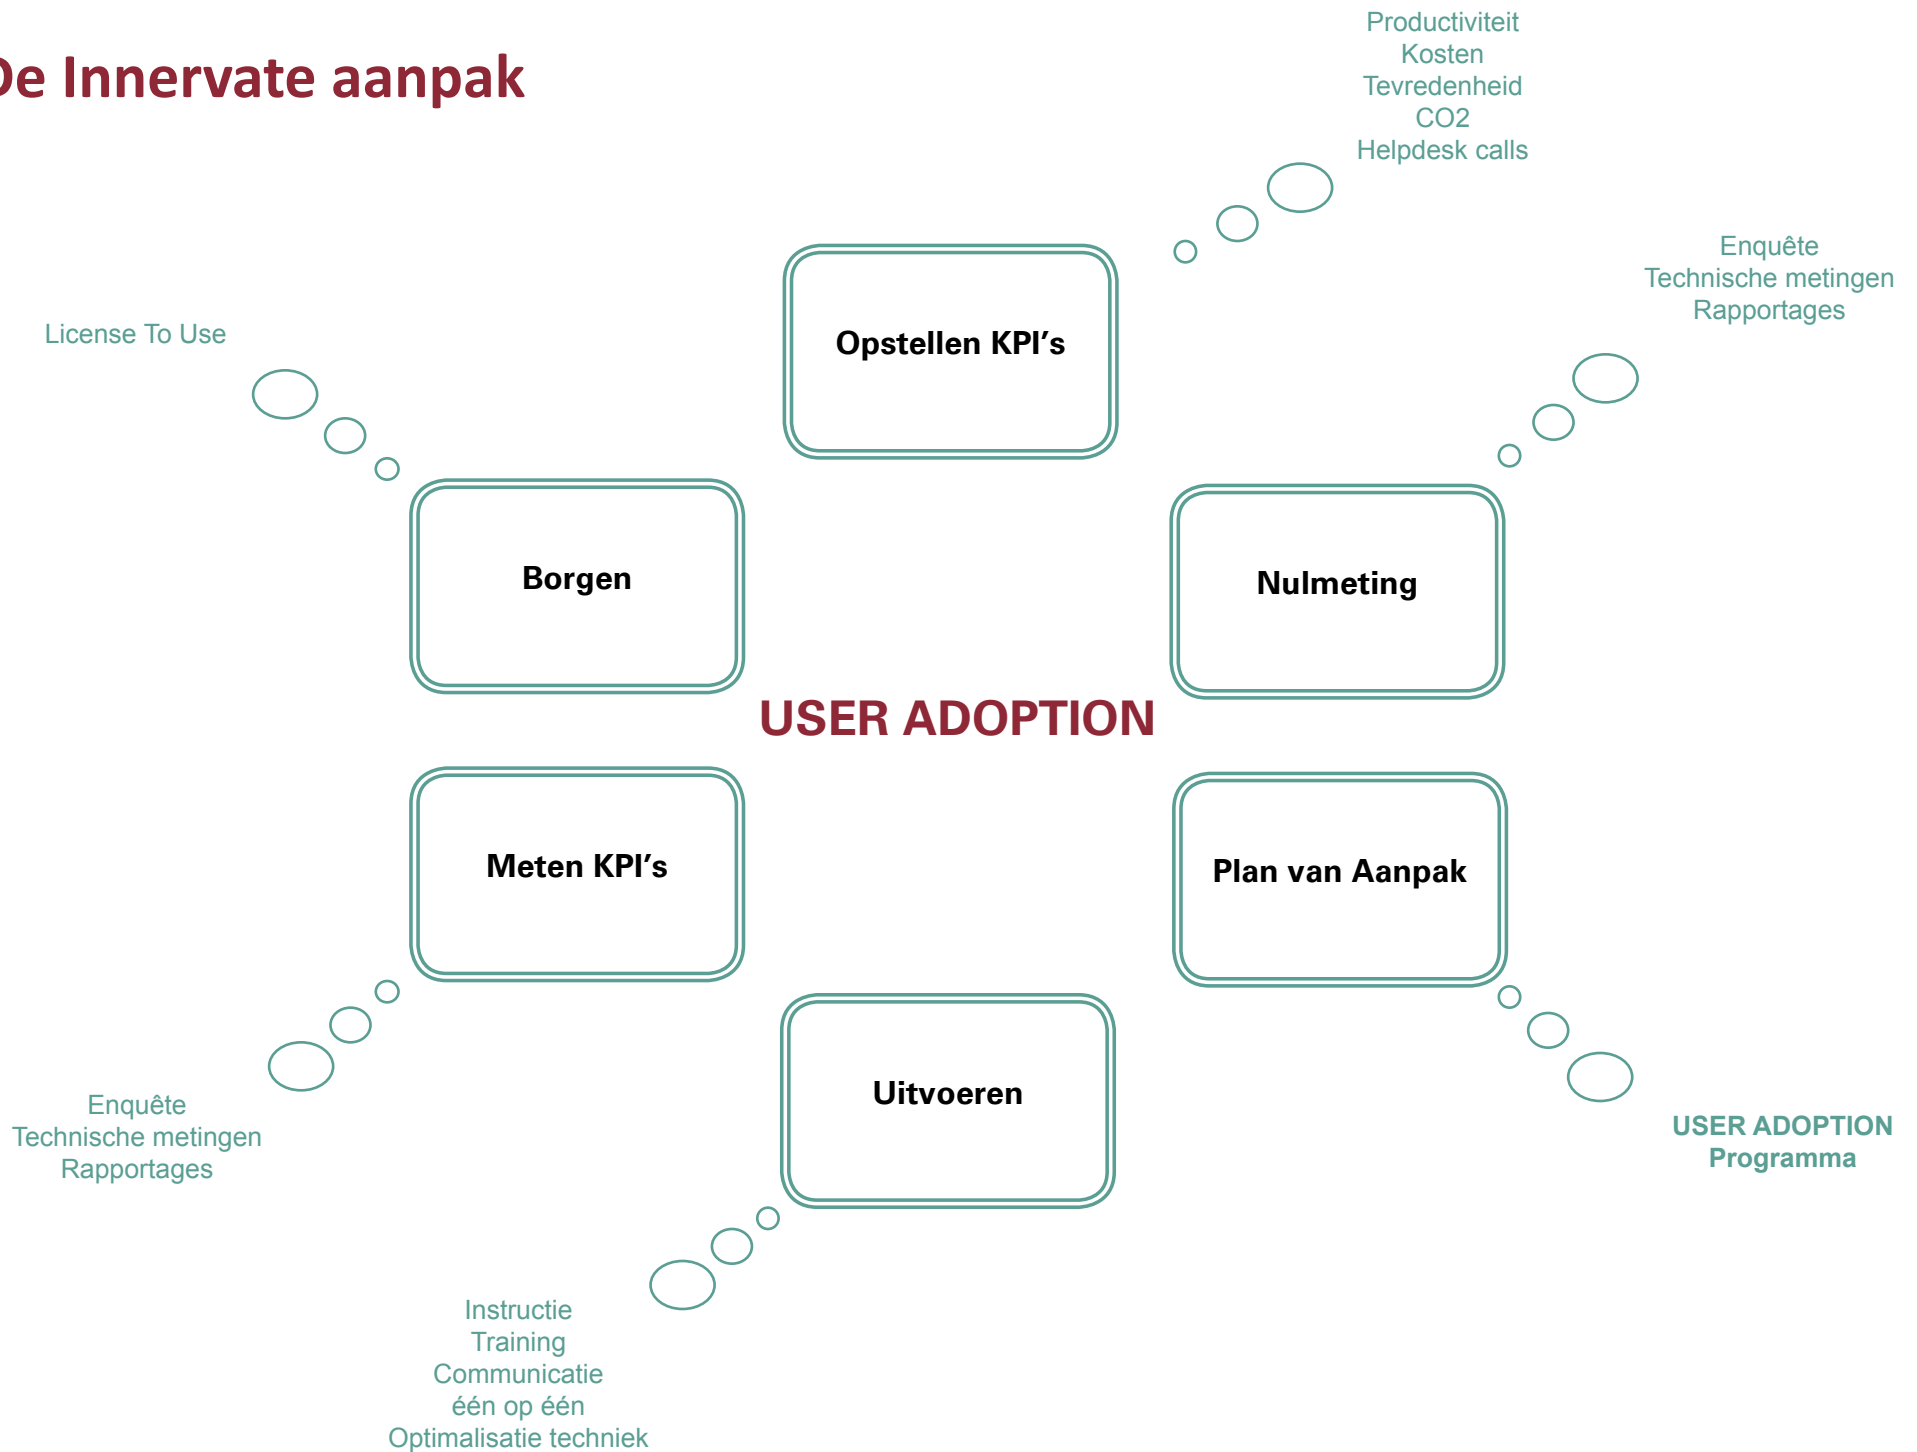 De Innervate aanpak
Productiviteit
Kosten
Tevredenheid
CO2
Helpdesk calls
Enquête
Technische metingen
Rapportages
License To Use
Opstellen KPI’s
Borgen
Nulmeting
USER ADOPTION
Meten KPI’s
Plan van Aanpak
Uitvoeren
Enquête
Technische metingen
Rapportages
USER ADOPTION
Programma
Instructie
Training
Communicatie
één op één
Optimalisatie techniek